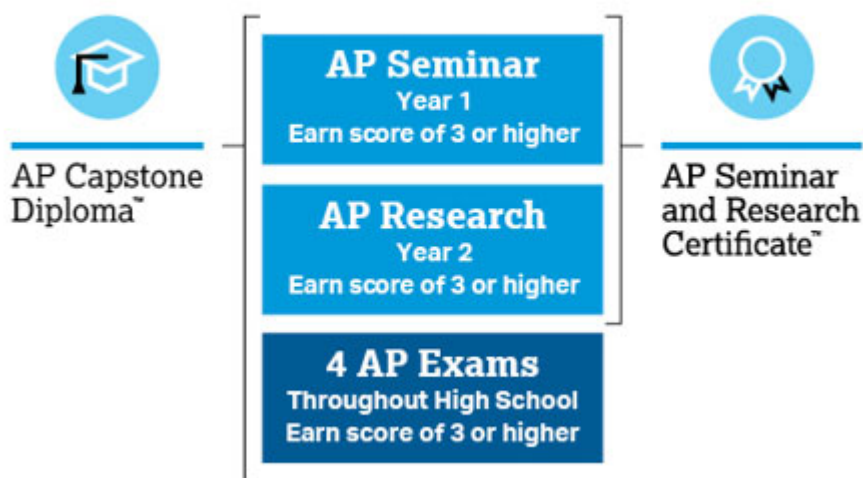 AP Capstone
Diploma™
AP Seminar
Year 1
Earn score of 3 or higher
AP Research
Year 2
Earn score of 3 or higher
4 AP Exams
Throughout High School
Earn score of 3 or higher
AP Seminar
and Research
Certificate™